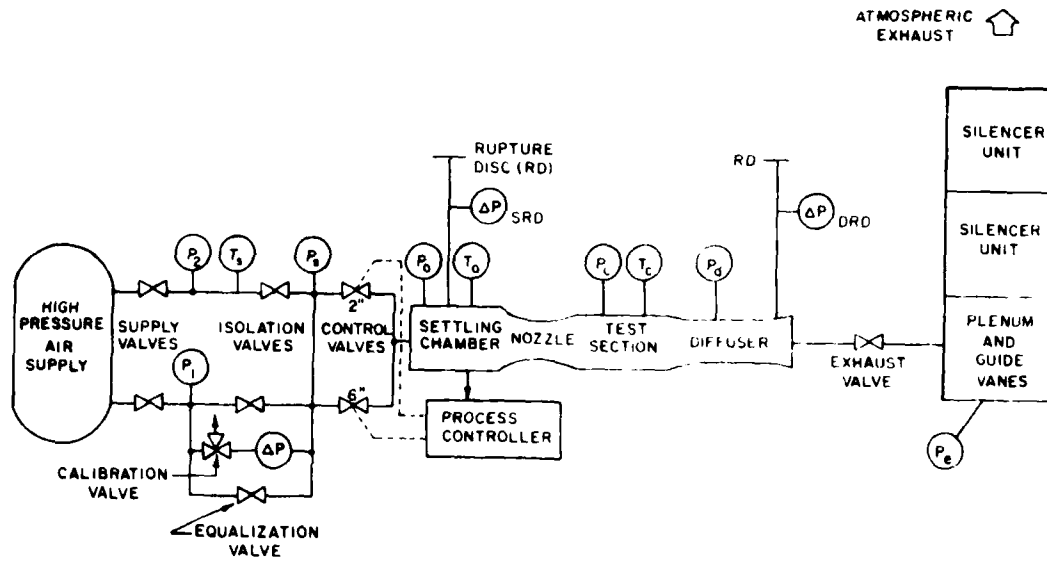 ATMOSPHERIC
EXHAUST
SILENCER
UNIT
RUPTURE
DISC (RD)
RD
ΔP SRD
ΔP DRD
SILENCER
UNIT
P2
Ts
Ps
Po
To
Pc
Tc
Pd
2"
HIGH
PRESSURE
AIR
SUPPLY
SUPPLY
VALVES
ISOLATION
VALVES
CONTROL
VALVES
SETTLING
CHAMBER
NOZZLE
TEST
SECTION
DIFFUSER
EXHAUST
VALVE
PLENUM
AND
GUIDE
VANES
P1
6"
PROCESS
CONTROLLER
ΔP
Pe
CALIBRATION
VALVE
EQUALIZATION
VALVE